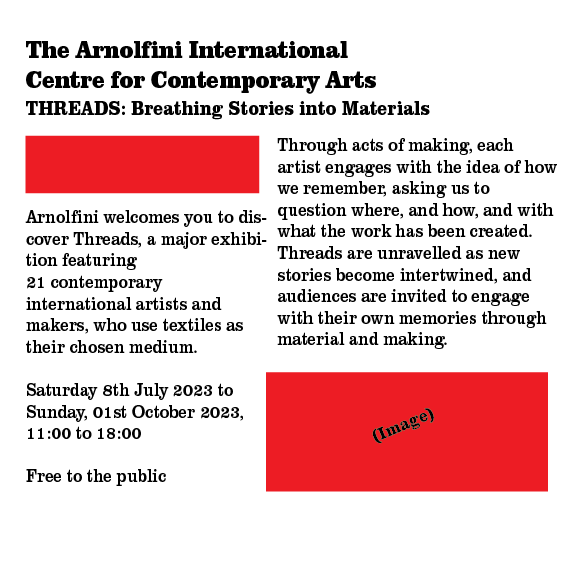 The Arnolfini International
Centre for Contemporary Arts
THREADS: Breathing Stories into Materials
Arnolfini welcomes you to dis-
cover Threads, a major exhibi-
tion featuring
21 contemporary
international artists and
makers, who use textiles as
their chosen medium.
Saturday 8th July 2023 to
Sunday, 01st October 2023,
11:00 to 18:00
Free to the public
Through acts of making, each
artist engages with the idea of how
we remember, asking us to
question where, and how, and with
what the work has been created.
Threads are unravelled as new
stories become intertwined, and
audiences are invited to engage
with their own memories through
material and making.
(Image)